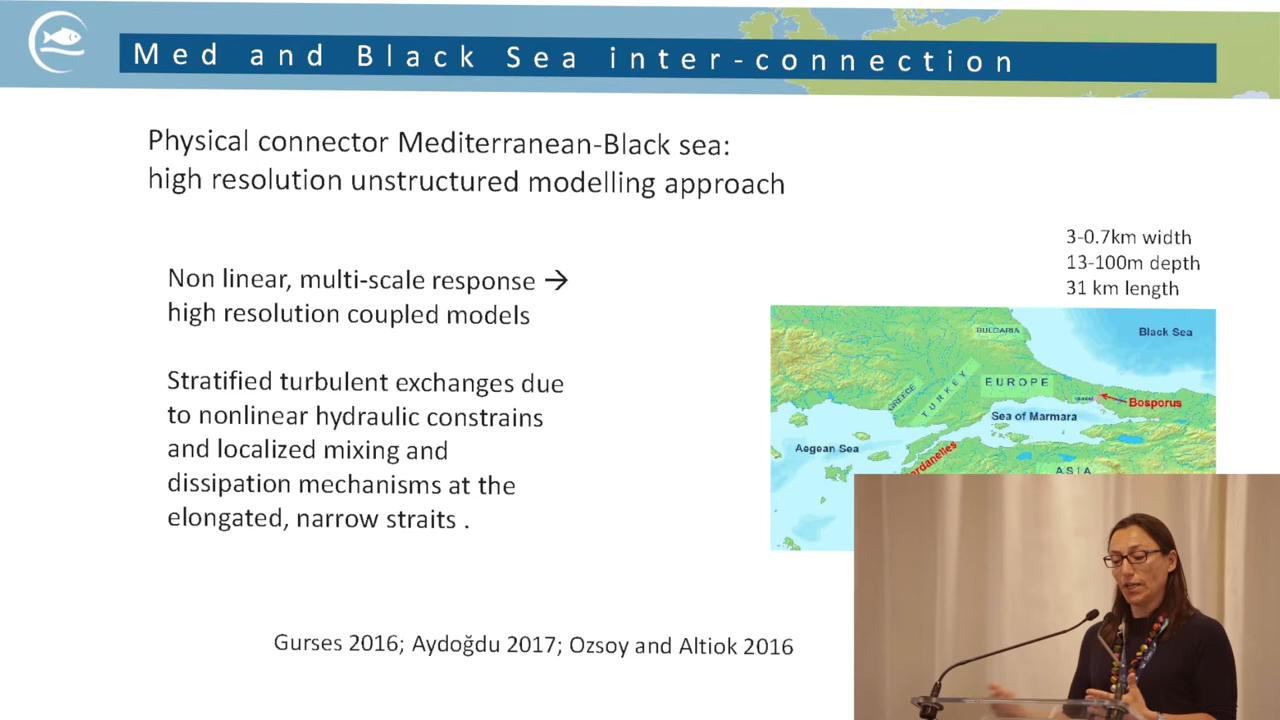 Med and Black Sea inter-connection
Physical connector Mediterranean-Black sea:
high resolution unstructured modelling approach
3-0.7km width
13-100m depth
31 km length
Non linear, multi-scale response →
high resolution coupled models
Stratified turbulent exchanges due
to nonlinear hydraulic constrains
and localized mixing and
dissipation mechanisms at the
elongated, narrow straits .
BULGARIA
Black Sea
GREECE
TURKEY
EUROPE
Bosporus
Sea of Marmara
Aegean Sea
ASIA
Gurses 2016; Aydoğdu 2017; Ozsoy and Altiok 2016